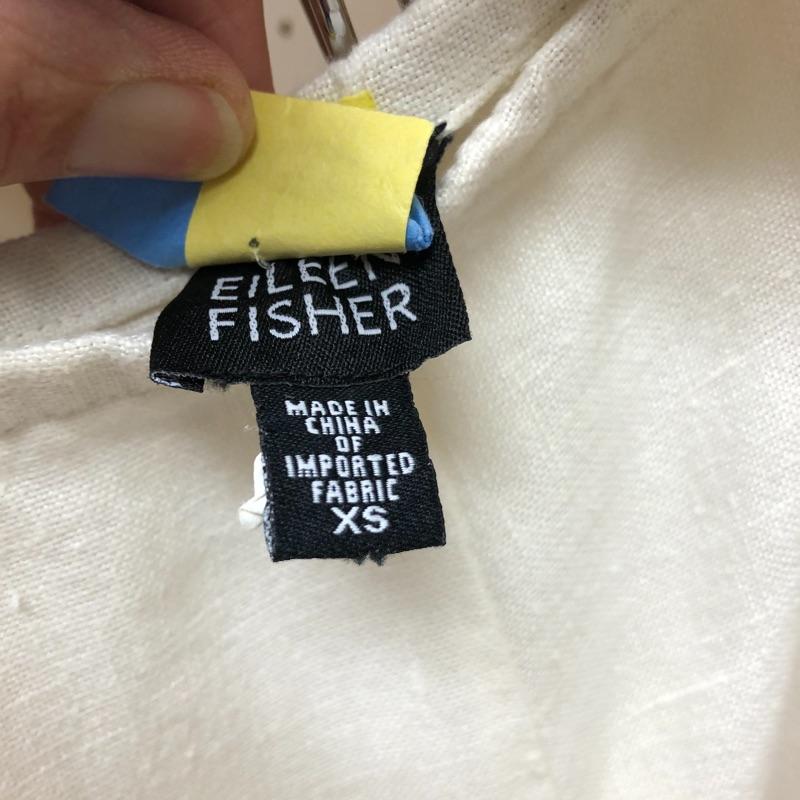 EILEEN
FISHER
MADE IN
CHINA
OF
IMPORTED
FABRIC
XS